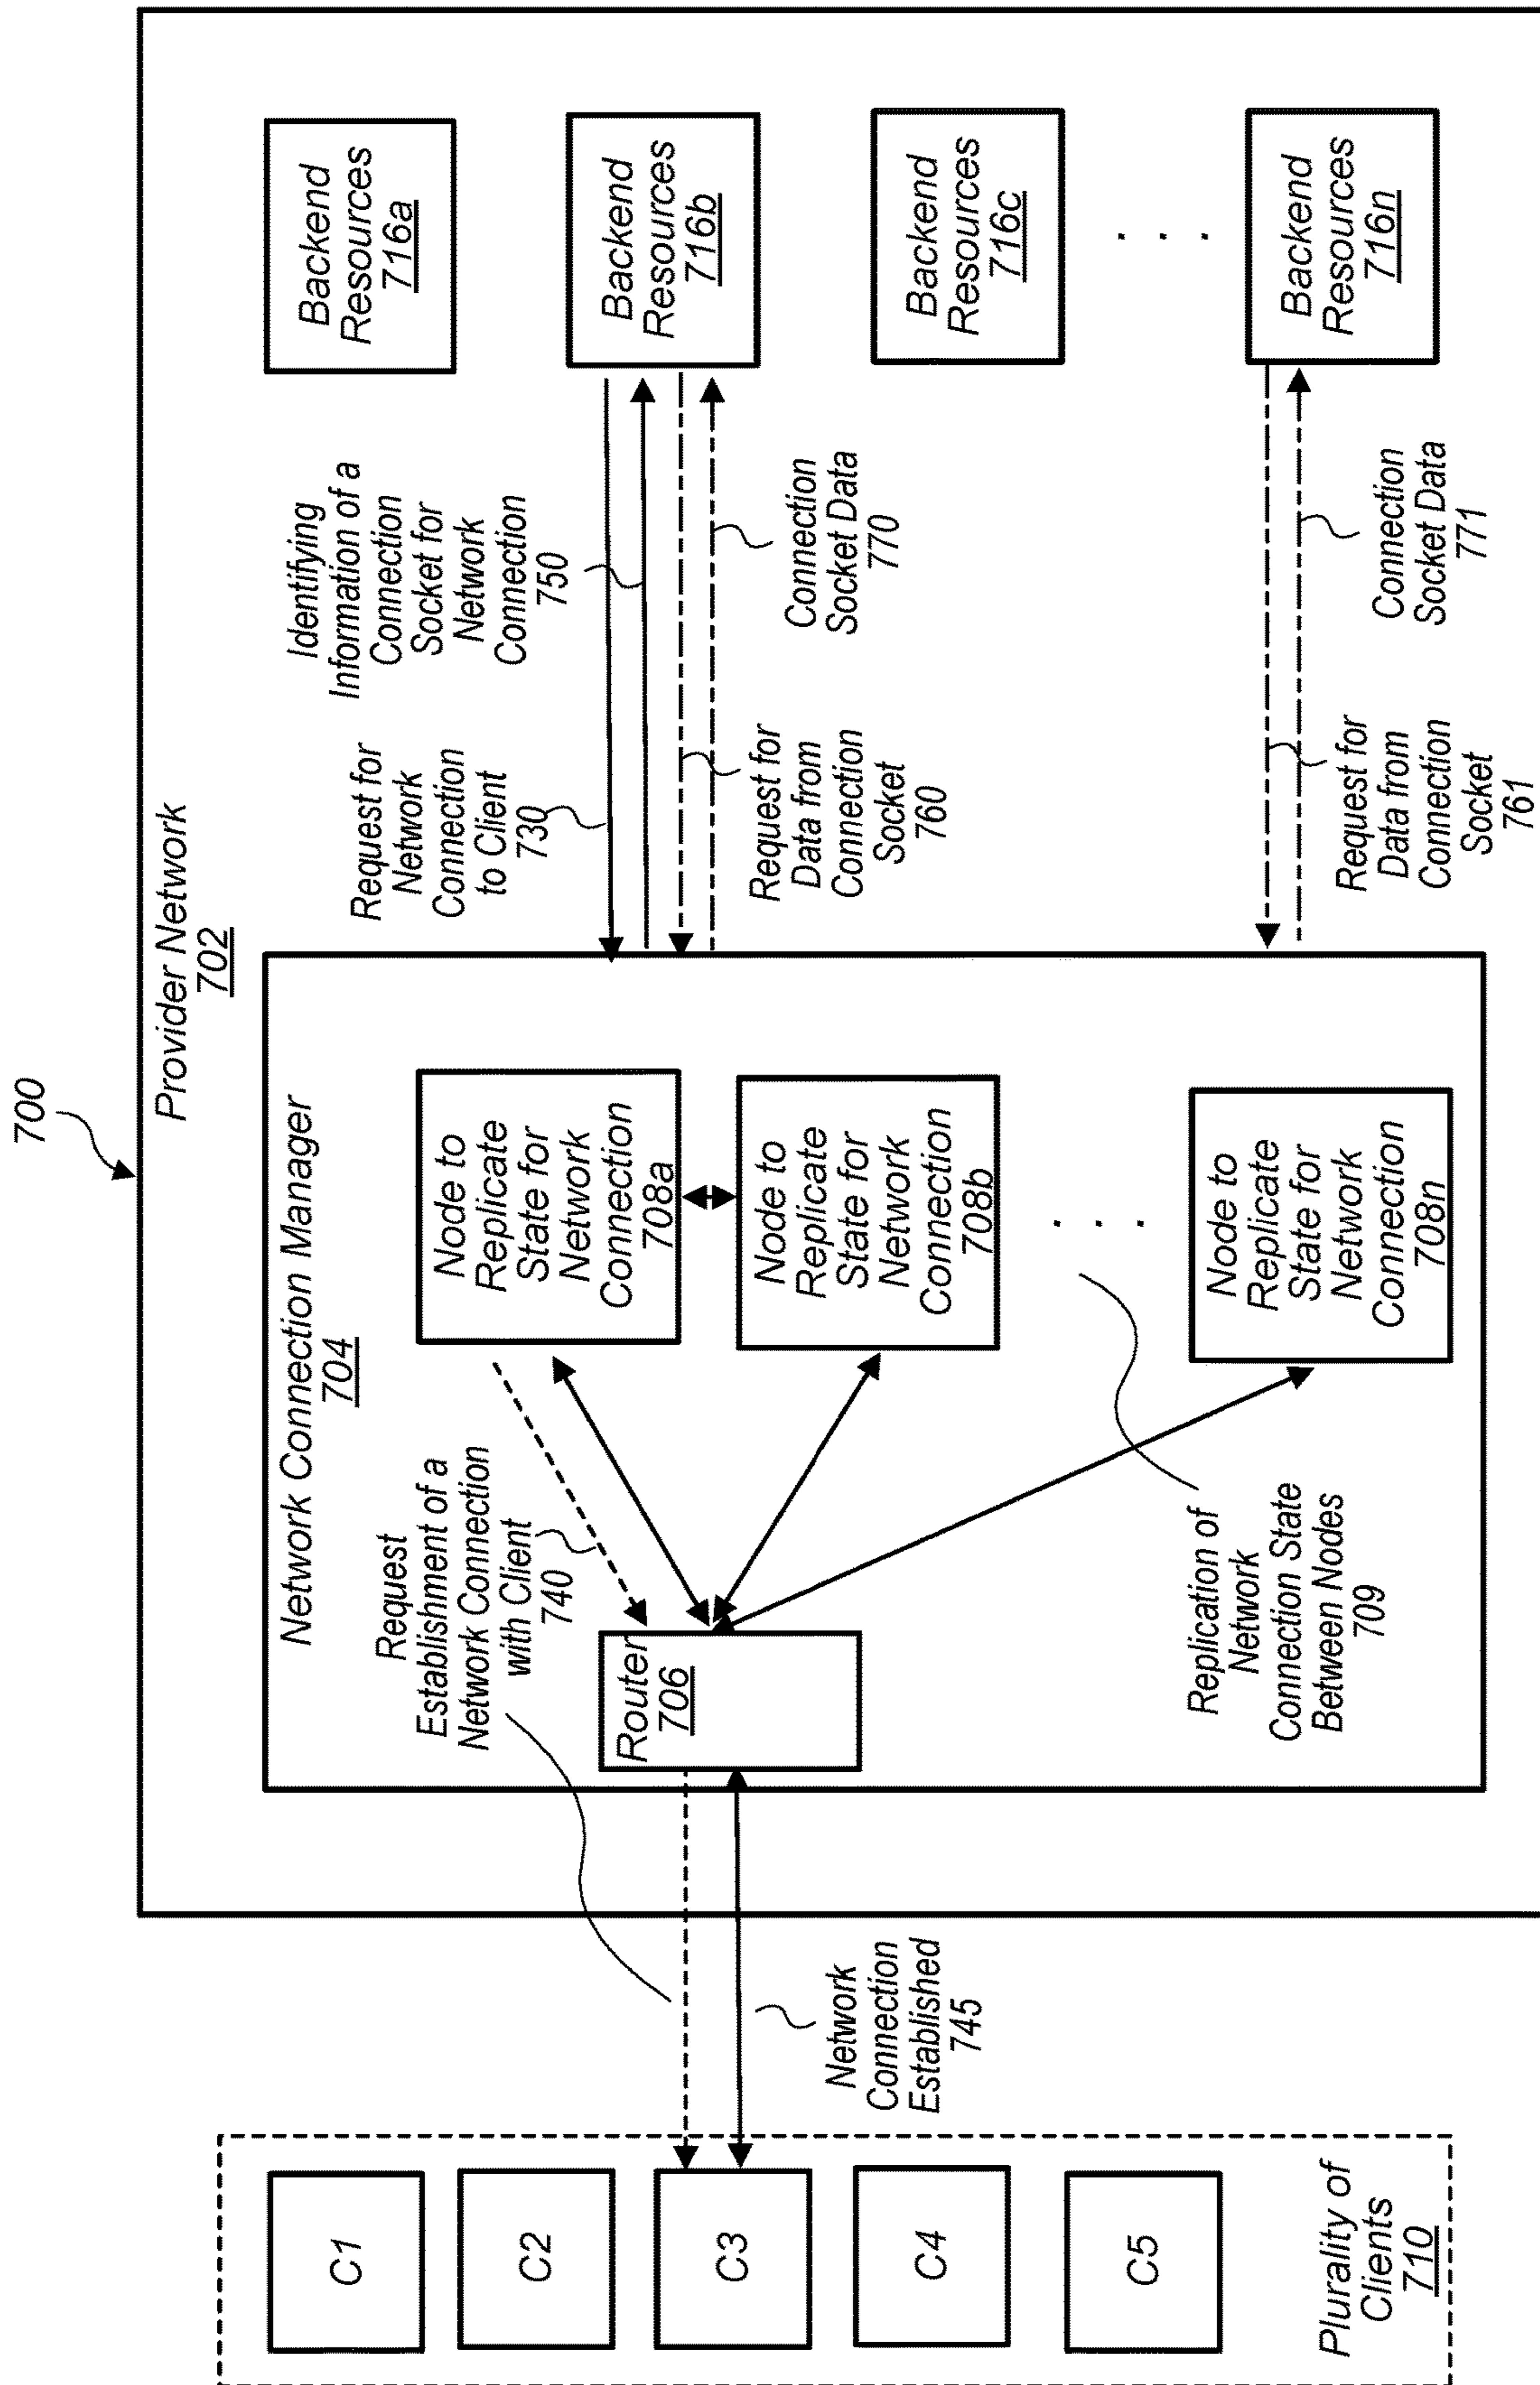 700
Provider Network
702
Network Connection Manager
704
Request
Establishment of a
Network Connection
with Client
740
Router
706
Node to
Replicate
State for
Network
Connection
708a
Node to
Replicate
State for
Network
Connection
708b
. . .
Node to
Replicate
State for
Network
Connection
708n
Replication of
Network
Connection State
Between Nodes
709
Request for
Network
Connection
to Client
730
Identifying
Information of a
Connection
Socket for
Network
Connection
750
Request for
Data from
Connection
Socket
760
Connection
Socket Data
770
Request for
Data from
Connection
Socket
761
Connection
Socket Data
771
Backend
Resources
716a
Backend
Resources
716b
Backend
Resources
716c
. . .
Backend
Resources
716n
Network
Connection
Established
745
C1
C2
C3
C4
C5
Plurality of
Clients
710